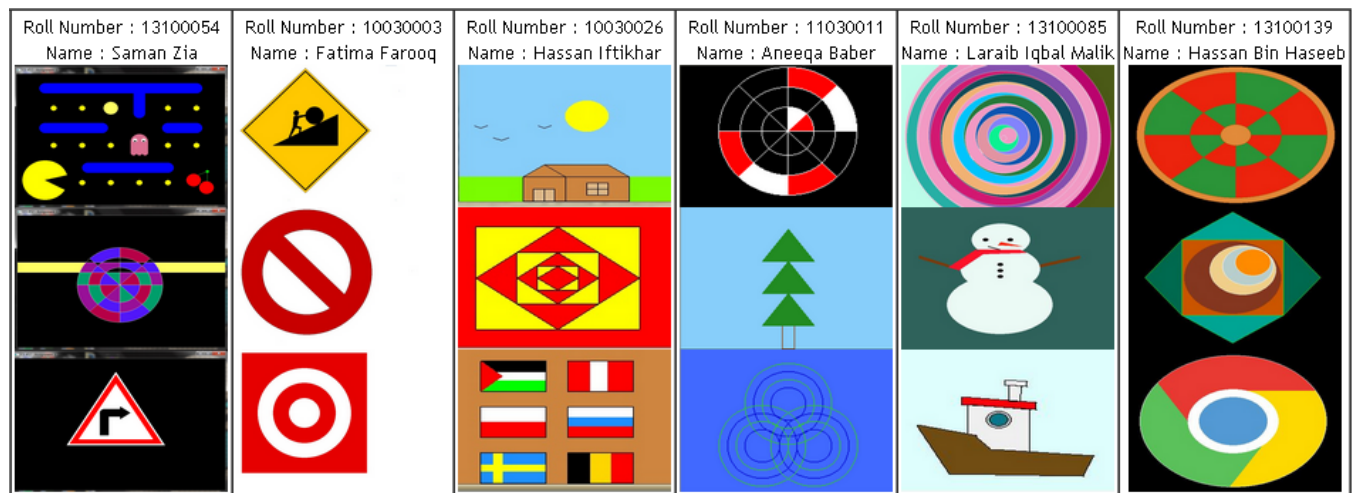 Roll Number : 13100054
Name : Saman Zia
Roll Number : 10030003
Name : Fatima Farooq
Roll Number : 10030026
Name : Hassan Iftikhar
Roll Number : 11030011
Name : Aneeqa Baber
Roll Number : 13100085
Name : Laraib Iqbal Malik
Roll Number : 13100139
Name : Hassan Bin Haseeb